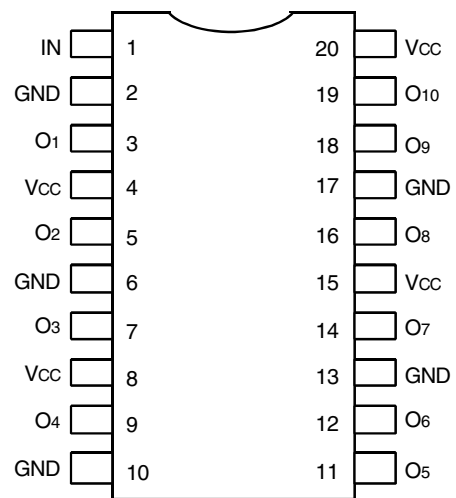 IN 1 20 VCC
GND 2 19 O10
O1 3 18 O9
VCC 4 17 GND
O2 5 16 O8
GND 6 15 VCC
O3 7 14 O7
VCC 8 13 GND
O4 9 12 O6
GND 10 11 O5